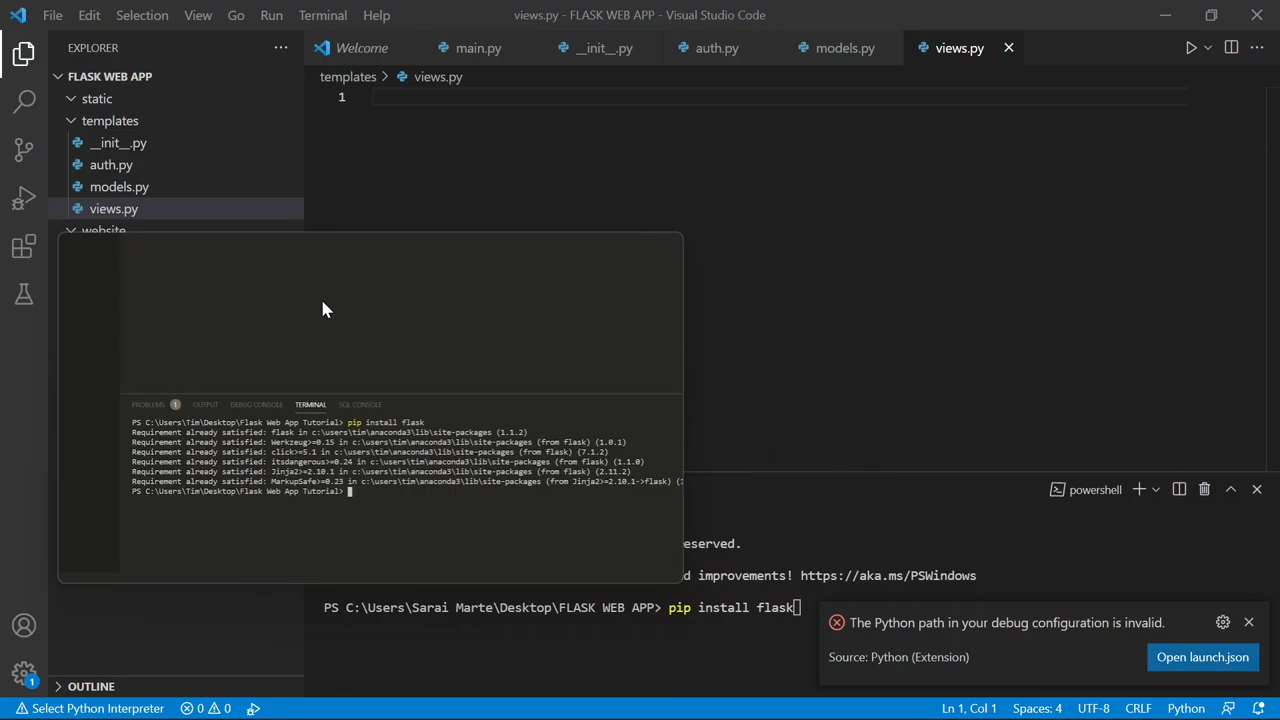 File Edit Selection View Go Run Terminal Help
views.py - FLASK WEB APP - Visual Studio Code
EXPLORER
FLASK WEB APP
static
templates
__init__.py
auth.py
models.py
views.py
website
OUTLINE
Welcome main.py __init__.py auth.py models.py views.py
templates > views.py
1
PROBLEMS 1 OUTPUT DEBUG CONSOLE TERMINAL SQL CONSOLE
PS C:\Users\Tim\Desktop\Flask Web App Tutorial> pip install flask
Requirement already satisfied: flask in c:\users\tim\anaconda3\lib\site-packages (1.1.2)
Requirement already satisfied: Werkzeug>=0.15 in c:\users\tim\anaconda3\lib\site-packages (from flask) (1.0.1)
Requirement already satisfied: click>=5.1 in c:\users\tim\anaconda3\lib\site-packages (from flask) (7.1.2)
Requirement already satisfied: itsdangerous>=0.24 in c:\users\tim\anaconda3\lib\site-packages (from flask) (1.1.0)
Requirement already satisfied: Jinja2>=2.10.1 in c:\users\tim\anaconda3\lib\site-packages (from flask) (2.11.2)
Requirement already satisfied: MarkupSafe>=0.23 in c:\users\tim\anaconda3\lib\site-packages (from Jinja2>=2.10.1->flask)
PS C:\Users\Tim\Desktop\Flask Web App Tutorial>
powershell
eserved.
d improvements! https://aka.ms/PSWindows
PS C:\Users\Sarai Marte\Desktop\FLASK WEB APP> pip install flask
The Python path in your debug configuration is invalid.
Source: Python (Extension)
Open launch.json
1
Select Python Interpreter 0 0 Ln 1, Col 1 Spaces: 4 UTF-8 CRLF Python